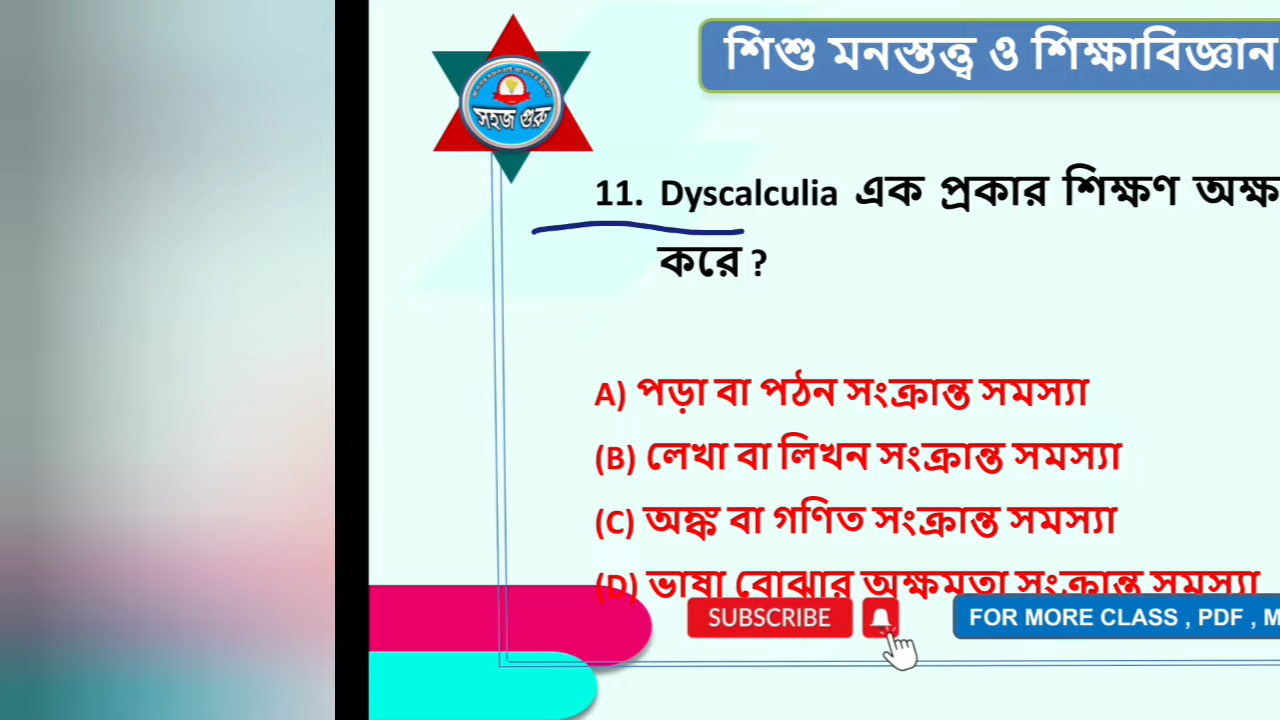 শিশু মনস্তত্ত্ব ও শিক্ষাবিজ্ঞান
সহজ গুরু
11. Dyscalculia এক প্রকার শিক্ষণ অক্ষ
করে ?
A) পড়া বা পঠন সংক্রান্ত সমস্যা
(B) লেখা বা লিখন সংক্রান্ত সমস্যা
(C) অঙ্ক বা গণিত সংক্রান্ত সমস্যা
(D) ভাষা বোঝার অক্ষমতা সংক্রান্ত সমস্যা
SUBSCRIBE
FOR MORE CLASS , PDF , M